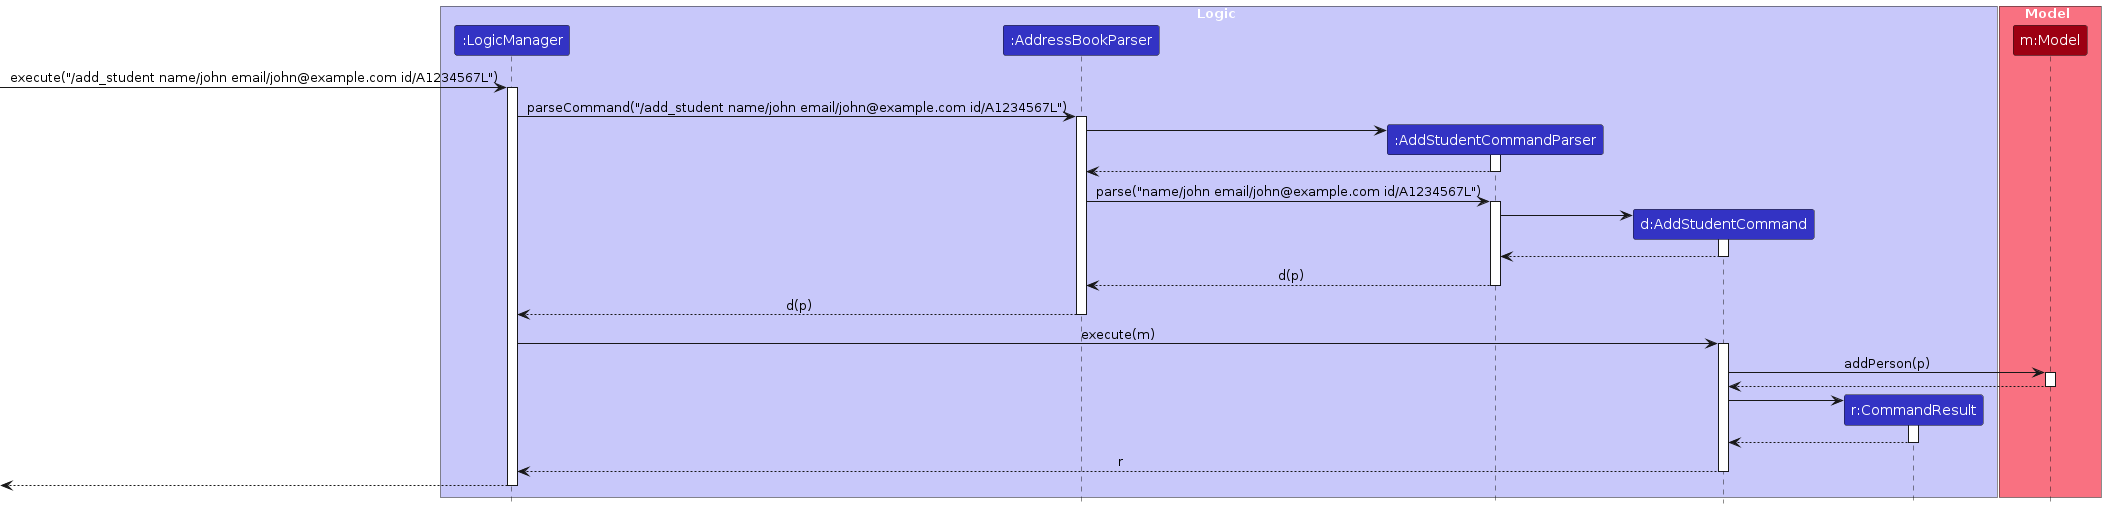 Logic
Model
:LogicManager
:AddressBookParser
m:Model
execute("/add_student name/john email/john@example.com id/A1234567L")
parseCommand("/add_student name/john email/john@example.com id/A1234567L")
:AddStudentCommandParser
parse("name/john email/john@example.com id/A1234567L")
d:AddStudentCommand
d(p)
d(p)
execute(m)
addPerson(p)
r:CommandResult
r